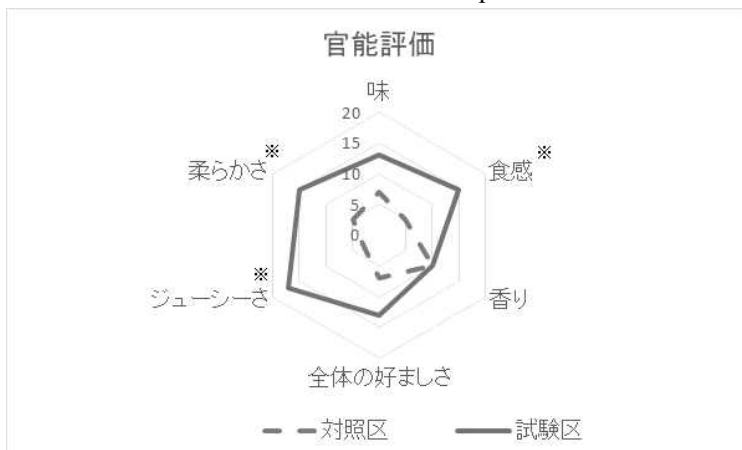 官能評価
味
20
15
10
5
0
柔らかさ※
食感※
ジューシーさ※
香り
全体の好ましさ
対照区 試験区